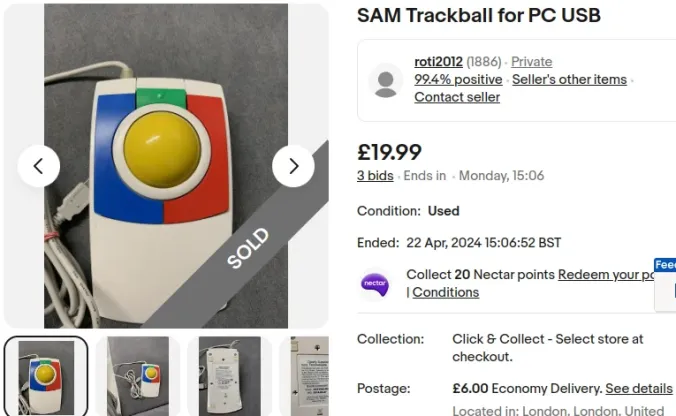 SAM Trackball for PC USB
roti2012 (1886) · Private
99.4% positive · Seller's other items ·
Contact seller
£19.99
3 bids · Ends in · Monday, 15:06
Condition: Used
Ended: 22 Apr, 2024 15:06:52 BST
nectar
Collect 20 Nectar points Redeem your po
| Conditions
Feed
Collection: Click & Collect - Select store at
checkout.
Postage: £6.00 Economy Delivery. See details
Located in: London, London, United
SOLD